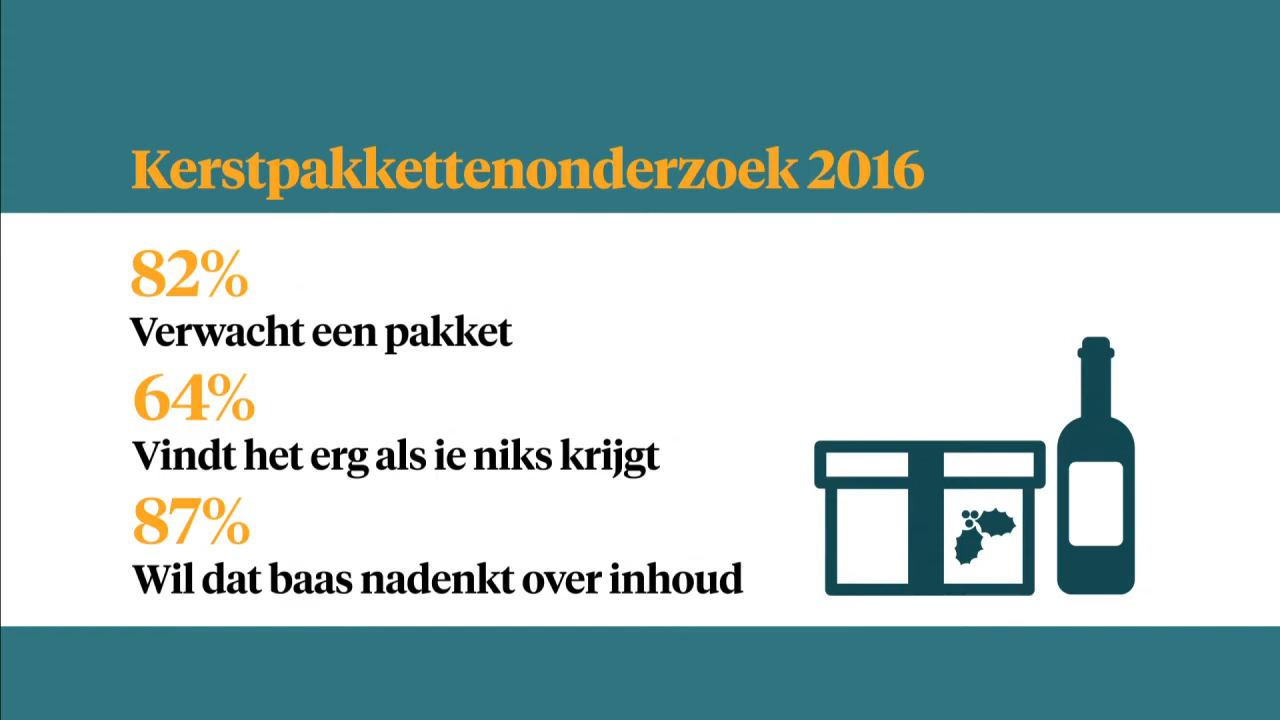 Kerstpakkettenonderzoek 2016
82%
Verwacht een pakket
64%
Vindt het erg als ie niks krijgt
87%
Wil dat baas nadenkt over inhoud